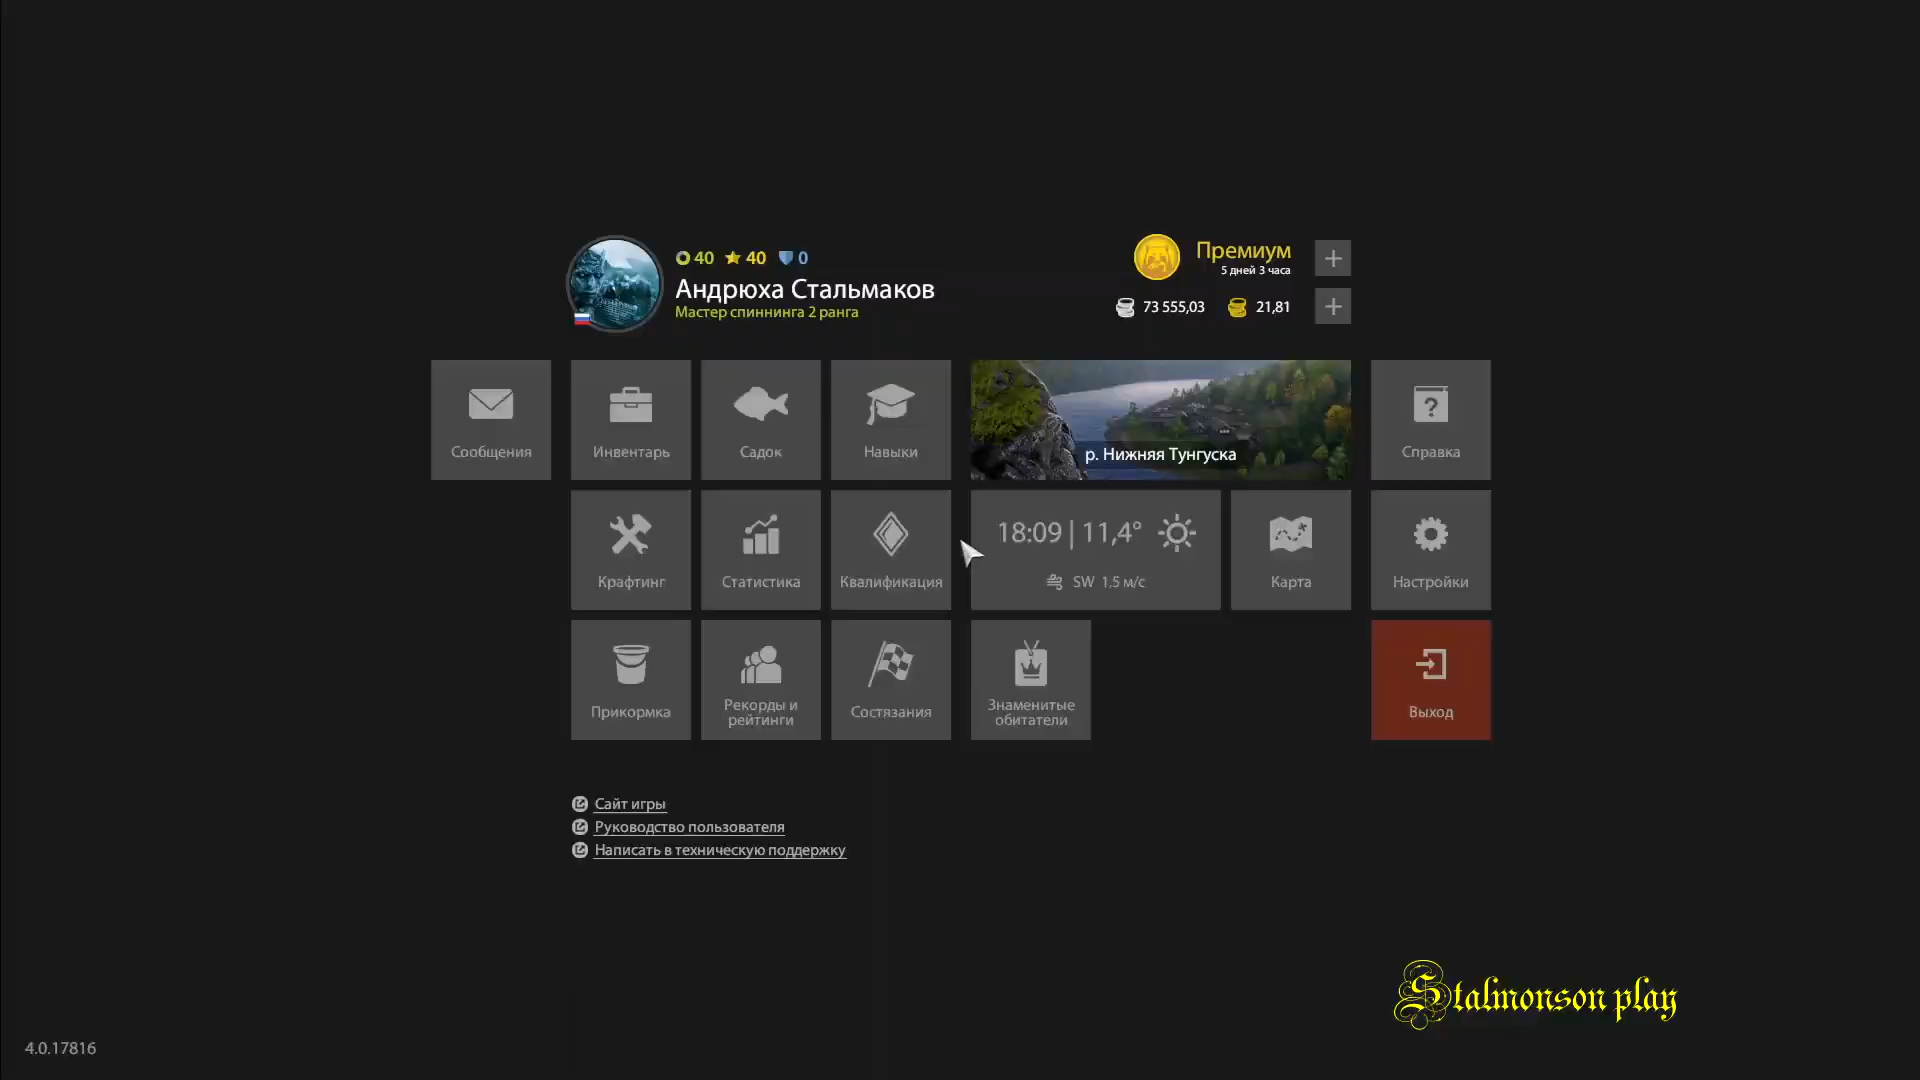 40 40 0
Андрюха Стальмаков
Мастер спиннинга 2 ранга
Премиум
5 дней 3 часа
73 555,03 21,81
Сообщения
Инвентарь
Садок
Навыки
р. Нижняя Тунгуска
Справка
Крафтинг
Статистика
Квалификация
18:09 | 11,4°
SW 1.5 м/с
Карта
Настройки
Прикормка
Рекорды и
рейтинги
Состязания
Знаменитые
обитатели
Выход
Сайт игры
Руководство пользователя
Написать в техническую поддержку
Stalmonson play
4.0.17816